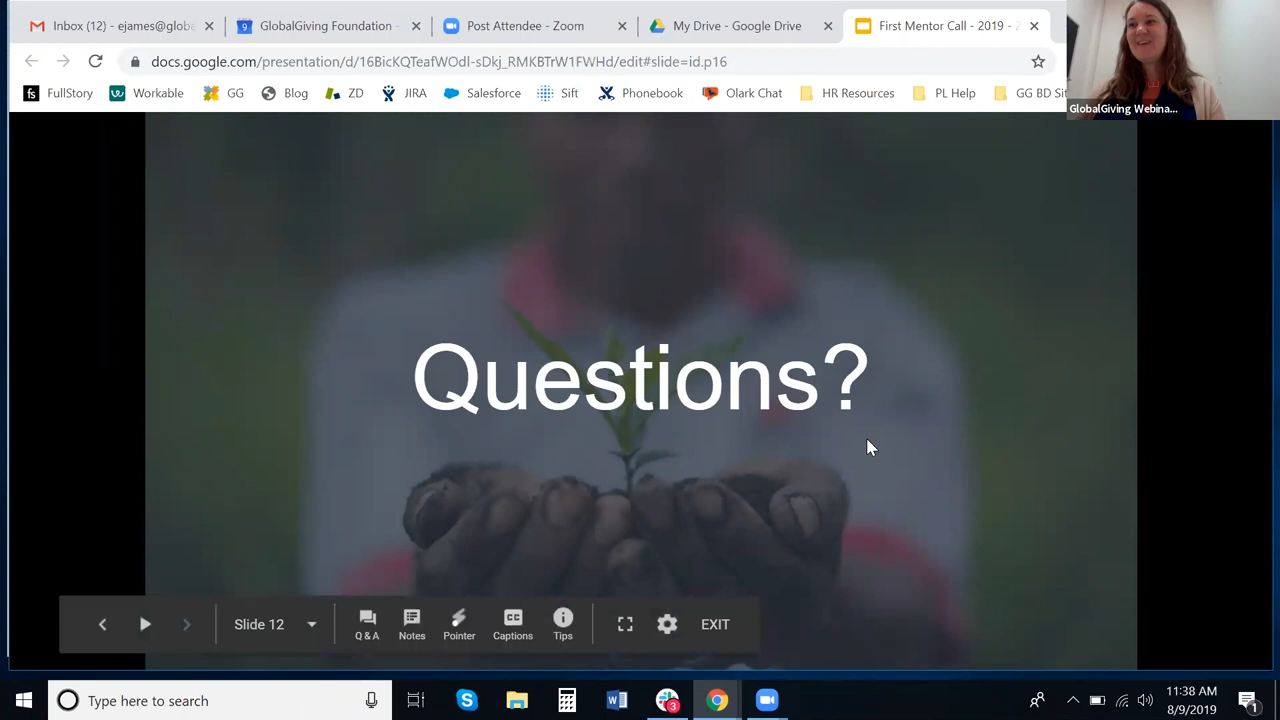 Inbox (12) - ejames@globa
GlobalGiving Foundation -
Post Attendee - Zoom
My Drive - Google Drive
First Mentor Call - 2019 - 2
docs.google.com/presentation/d/16BicKQTeafWOdI-sDkj_RMKBTrW1FWHd/edit#slide=id.p16
FullStory
Workable
GG
Blog
ZD
JIRA
Salesforce
Sift
Phonebook
Olark Chat
HR Resources
PL Help
GG BD Sit
GlobalGiving Webina...
Questions?
Slide 12
Q & A
Notes
Pointer
Captions
Tips
EXIT
Type here to search
11:38 AM
8/9/2019